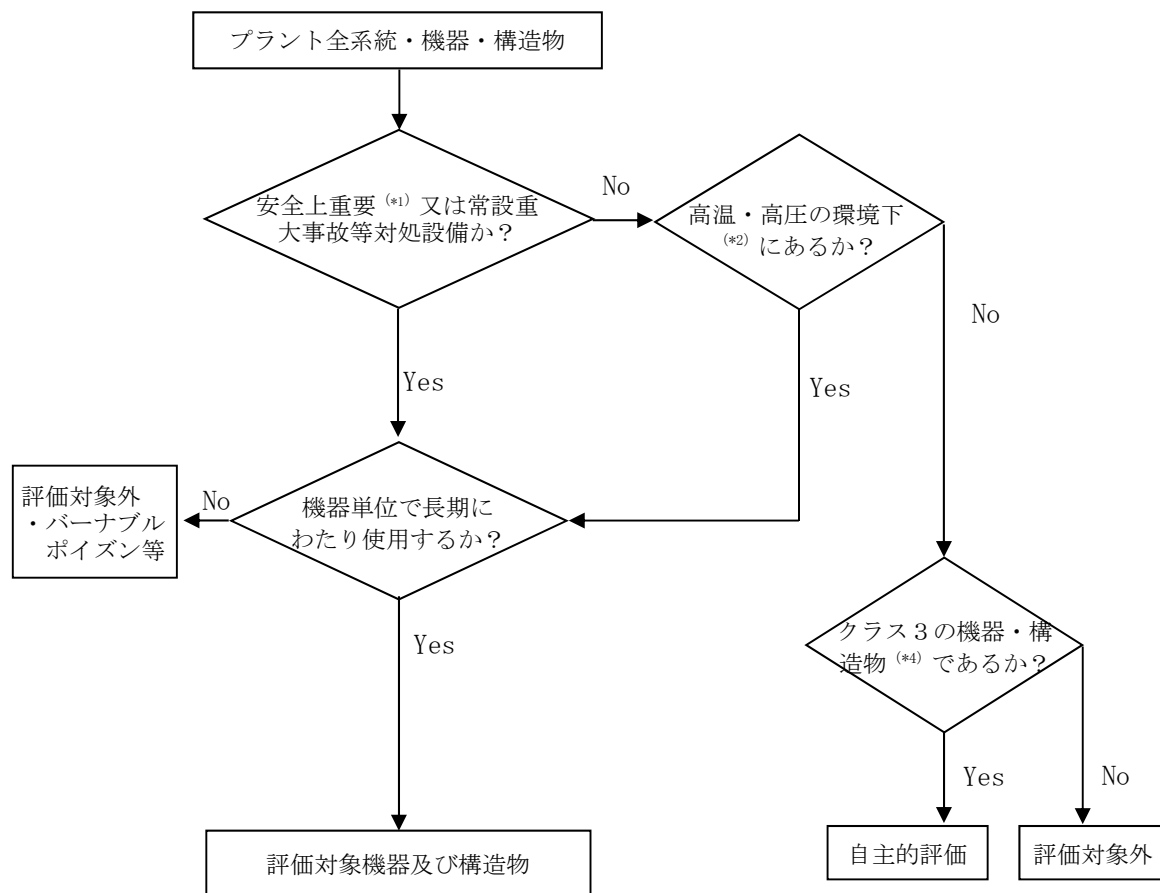 プラント全系統・機器・構造物
安全上重要(*1)又は常設重
大事故等対処設備か？
No
高温・高圧の環境下
(*2)にあるか？
No
Yes
Yes
評価対象外
・バーナブル
ポイズン等
No
機器単位で長期に
わたり使用するか？
Yes
クラス３の機器・構
造物(*4)であるか？
Yes
No
評価対象機器及び構造物
自主的評価
評価対象外